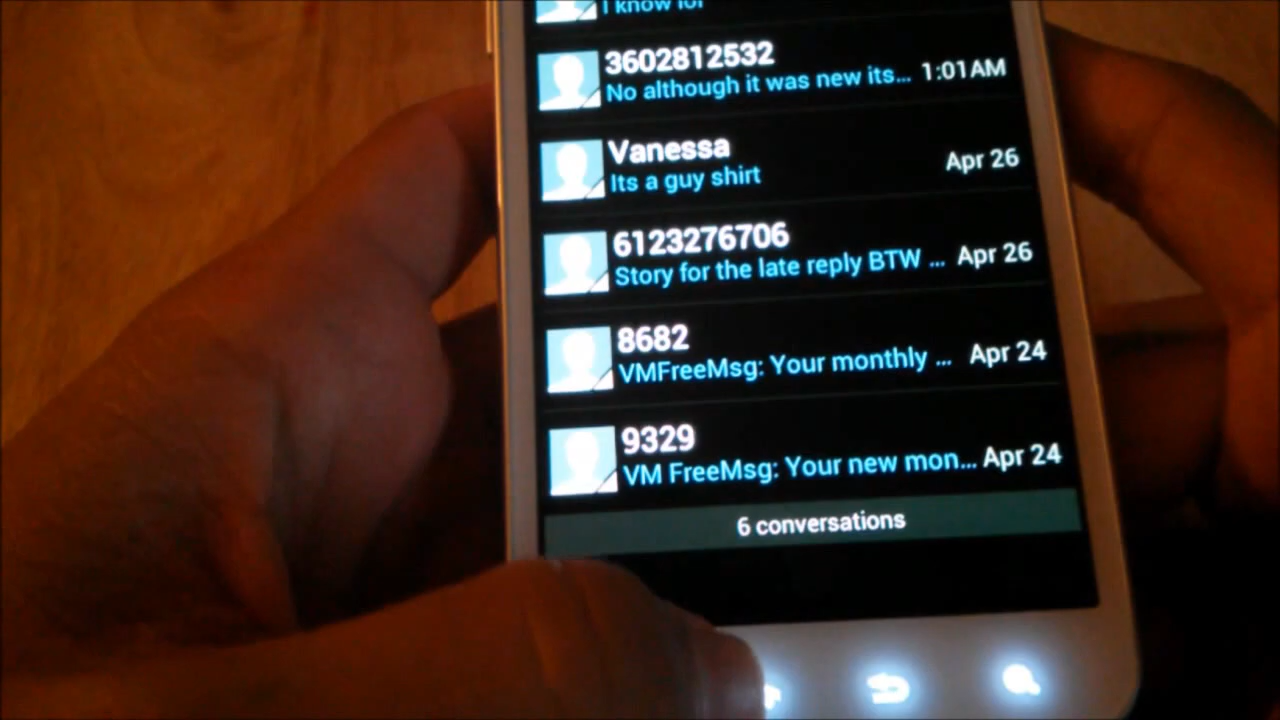 I know lol
3602812532
No although it was new its... 1:01AM
Vanessa
Its a guy shirt Apr 26
6123276706
Story for the late reply BTW ... Apr 26
8682
VMFreeMsg: Your monthly ... Apr 24
9329
VM FreeMsg: Your new mon... Apr 24
6 conversations